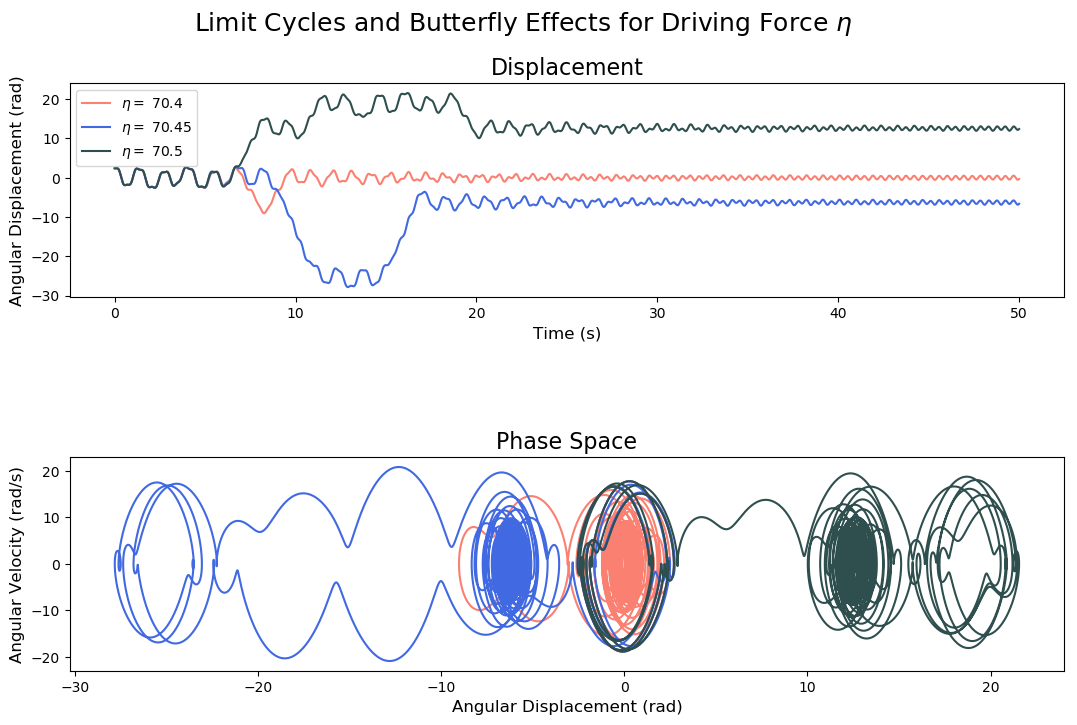 Limit Cycles and Butterfly Effects for Driving Force η
Displacement
Angular Displacement (rad)
20
10
0
−10
−20
−30
η = 70.4
η = 70.45
η = 70.5
0 10 20 30 40 50
Time (s)
Phase Space
Angular Velocity (rad/s)
20
10
0
−10
−20
−30 −20 −10 0 10 20
Angular Displacement (rad)